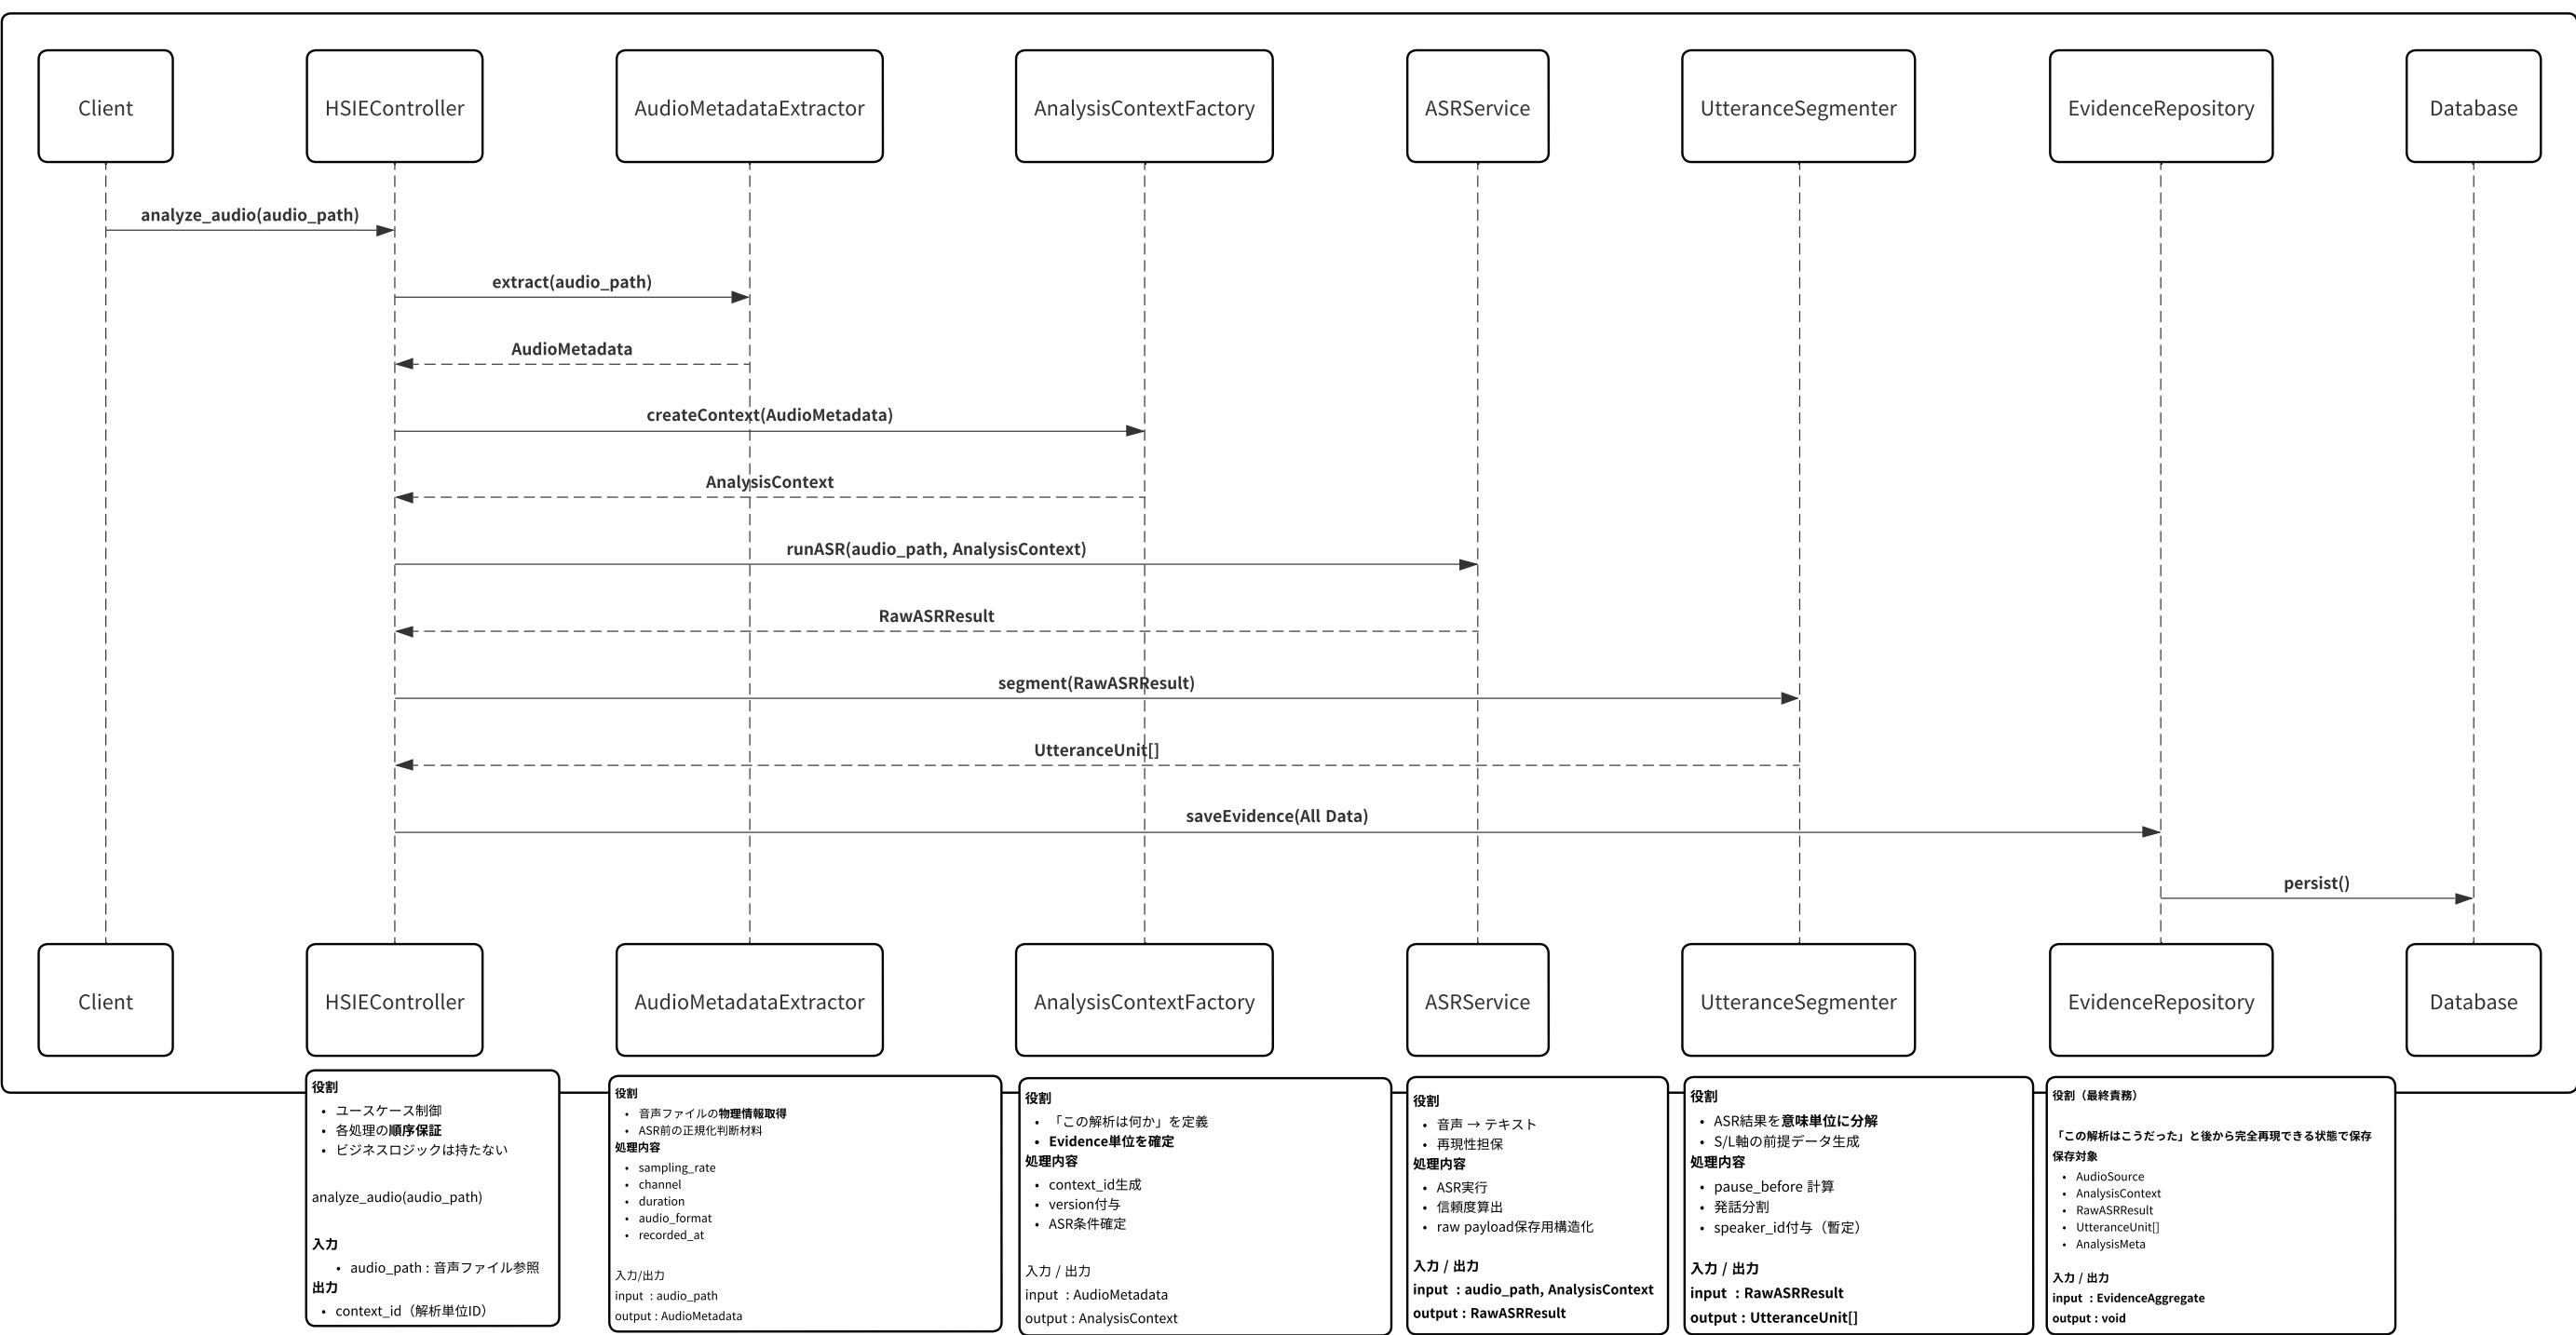 Client
HSIEController
AudioMetadataExtractor
AnalysisContextFactory
ASRService
UtteranceSegmenter
EvidenceRepository
Database
analyze_audio(audio_path)
extract(audio_path)
AudioMetadata
createContext(AudioMetadata)
AnalysisContext
runASR(audio_path, AnalysisContext)
RawASRResult
segment(RawASRResult)
UtteranceUnit[]
saveEvidence(All Data)
persist()
Client
HSIEController
AudioMetadataExtractor
AnalysisContextFactory
ASRService
UtteranceSegmenter
EvidenceRepository
Database
役割
• ユースケース制御
• 各処理の順序保証
• ビジネスロジックは持たない
analyze_audio(audio_path)
入力
• audio_path : 音声ファイル参照
出力
• context_id（解析単位ID）
役割
• 音声ファイルの物理情報取得
• ASR前の正規化判断材料
処理内容
• sampling_rate
• channel
• duration
• audio_format
• recorded_at
入力/出力
input : audio_path
output : AudioMetadata
役割
• 「この解析は何か」を定義
• Evidence単位を確定
処理内容
• context_id生成
• version付与
• ASR条件確定
入力 / 出力
input : AudioMetadata
output : AnalysisContext
役割
• 音声 → テキスト
• 再現性担保
処理内容
• ASR実行
• 信頼度算出
• raw payload保存用構造化
入力 / 出力
input : audio_path, AnalysisContext
output : RawASRResult
役割
• ASR結果を意味単位に分解
• S/L軸の前提データ生成
処理内容
• pause_before 計算
• 発話分割
• speaker_id付与（暫定）
入力 / 出力
input : RawASRResult
output : UtteranceUnit[]
役割（最終責務）
「この解析はこうだった」と後から完全再現できる状態で保存
保存対象
• AudioSource
• AnalysisContext
• RawASRResult
• UtteranceUnit[]
• AnalysisMeta
入力 / 出力
input : EvidenceAggregate
output : void